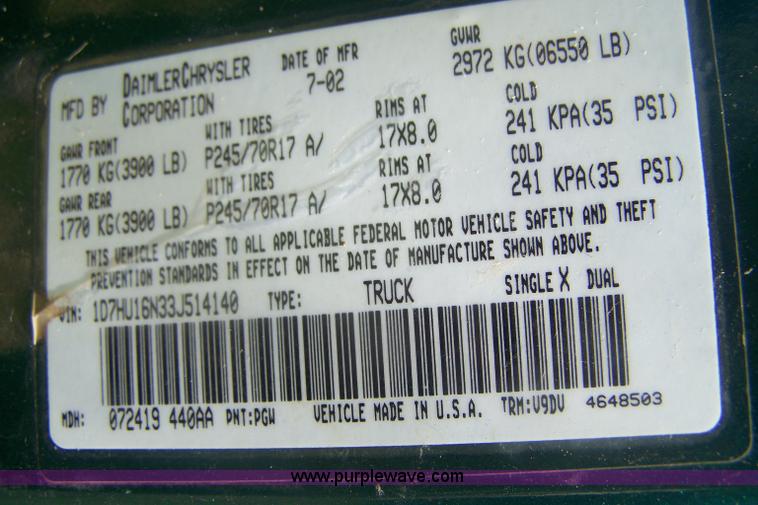 MFD BY DAIMLERCHRYSLER CORPORATION DATE OF MFR 7-02 GVWR 2972 KG(06550 LB)
GAWR FRONT WITH TIRES RIMS AT COLD
1770 KG(3900 LB) P245/70R17 A/ 17X8.0 241 KPA(35 PSI)
GAWR REAR WITH TIRES RIMS AT COLD
1770 KG(3900 LB) P245/70R17 A/ 17X8.0 241 KPA(35 PSI)
THIS VEHICLE CONFORMS TO ALL APPLICABLE FEDERAL MOTOR VEHICLE SAFETY AND THEFT
PREVENTION STANDARDS IN EFFECT ON THE DATE OF MANUFACTURE SHOWN ABOVE.
VIN: 1D7HU16N33J514140 TYPE: TRUCK SINGLE X DUAL
MDH: 072419 440AA PNT:PGW VEHICLE MADE IN U.S.A. TRM:V9DV 4648503
www.purplewave.com